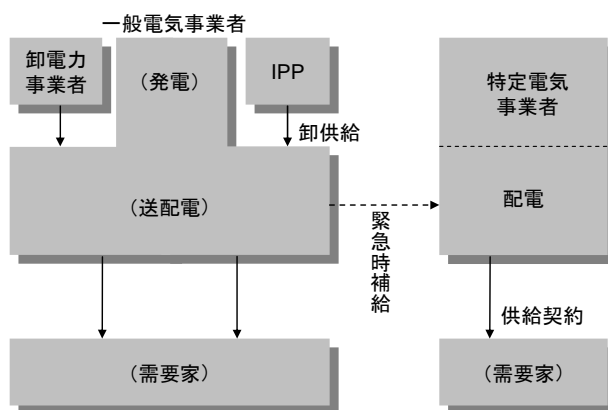 一般電気事業者
卸電力
事業者
（発電）
IPP
特定電気
事業者
卸供給
（送配電）
配電
緊急時補給
供給契約
（需要家）
（需要家）